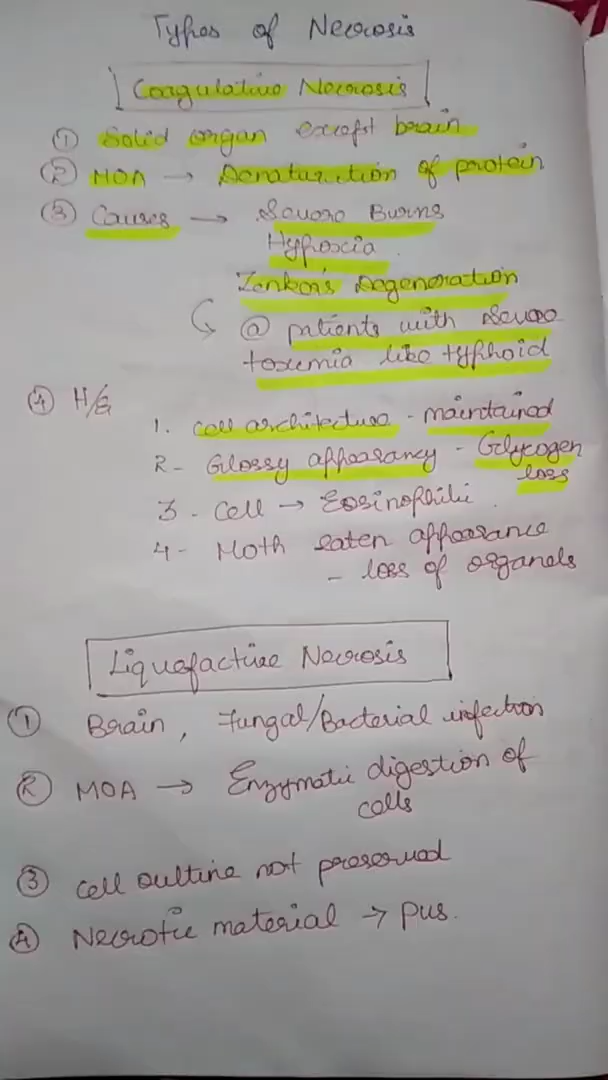 Types of Necrosis
Coagulative Necrosis
① Solid organ except brain
② MOA → Denaturation of protein
③ Causes → Severe Burns
Hypoxia.
Zenker's Degeneration
@ patients with Severe
toxemia like typhoid
④ H/E
1. Cell architecture - maintained
2- Glossy appearancy - Glycogen
loss
3. Cell → Eosinophilic.
4- Moth eaten appearance
- loss of organels
Liquefactive Necrosis
① Brain, Fungal/Bacterial infection
② MOA → Enzymatic digestion of
cells
③ cell outline not preserved
④ Necrotic material → pus.